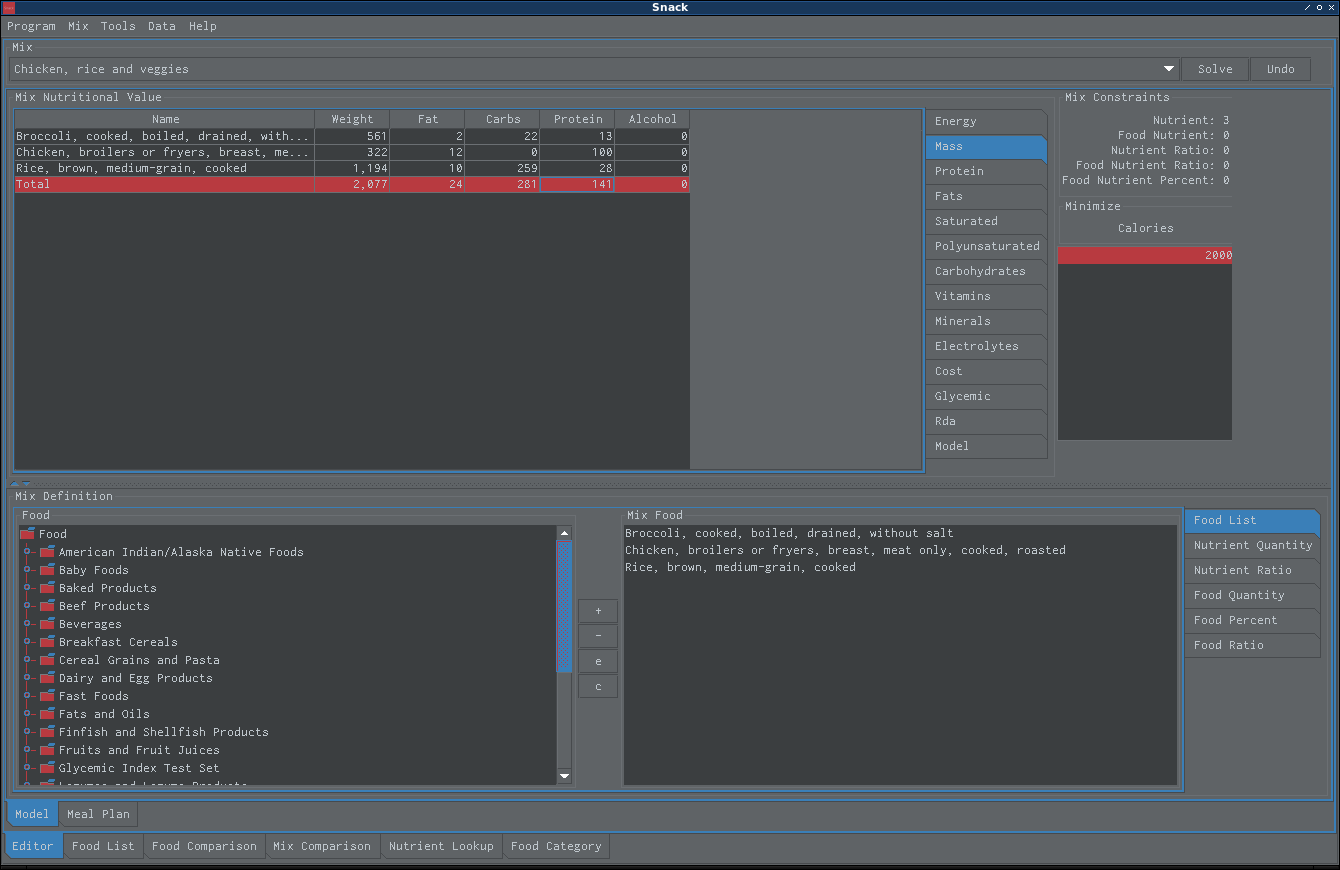 Snack
Program Mix Tools Data Help
Mix
Chicken, rice and veggies
Solve
Undo
Mix Nutritional Value
Name Weight Fat Carbs Protein Alcohol
Broccoli, cooked, boiled, drained, with... 561 2 22 13 0
Chicken, broilers or fryers, breast, me... 322 12 0 100 0
Rice, brown, medium-grain, cooked 1,194 10 259 28 0
Total 2,077 24 281 141 0
Energy
Mass
Protein
Fats
Saturated
Polyunsaturated
Carbohydrates
Vitamins
Minerals
Electrolytes
Cost
Glycemic
Rda
Model
Mix Constraints
Nutrient: 3
Food Nutrient: 0
Nutrient Ratio: 0
Food Nutrient Ratio: 0
Food Nutrient Percent: 0
Minimize
Calories
2000
Mix Definition
Food
Food
American Indian/Alaska Native Foods
Baby Foods
Baked Products
Beef Products
Beverages
Breakfast Cereals
Cereal Grains and Pasta
Dairy and Egg Products
Fast Foods
Fats and Oils
Finfish and Shellfish Products
Fruits and Fruit Juices
Glycemic Index Test Set
Legumes and Legume Products
+
-
e
c
Mix Food
Broccoli, cooked, boiled, drained, without salt
Chicken, broilers or fryers, breast, meat only, cooked, roasted
Rice, brown, medium-grain, cooked
Food List
Nutrient Quantity
Nutrient Ratio
Food Quantity
Food Percent
Food Ratio
Model Meal Plan
Editor Food List Food Comparison Mix Comparison Nutrient Lookup Food Category